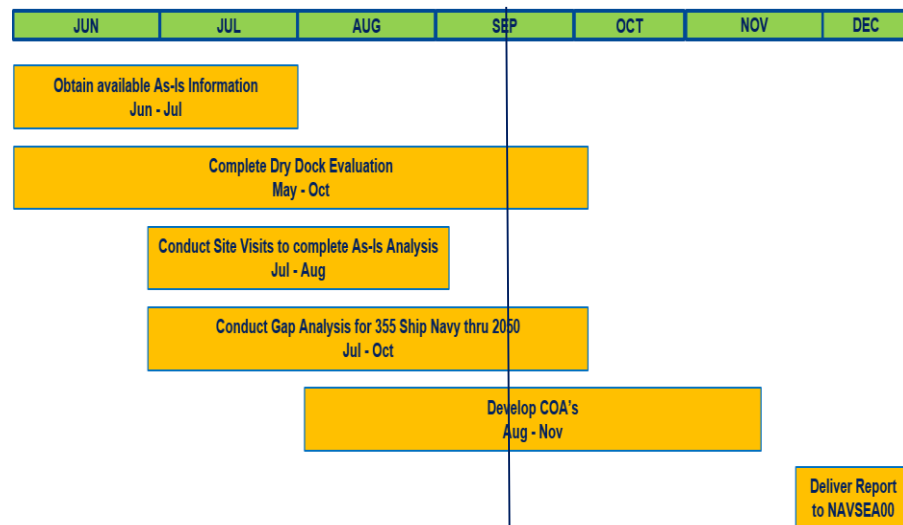 JUN JUL AUG SEP OCT NOV DEC
Obtain available As-Is Information
Jun - Jul
Complete Dry Dock Evaluation
May - Oct
Conduct Site Visits to complete As-Is Analysis
Jul - Aug
Conduct Gap Analysis for 355 Ship Navy thru 2050
Jul - Oct
Develop COA's
Aug - Nov
Deliver Report
to NAVSEA00